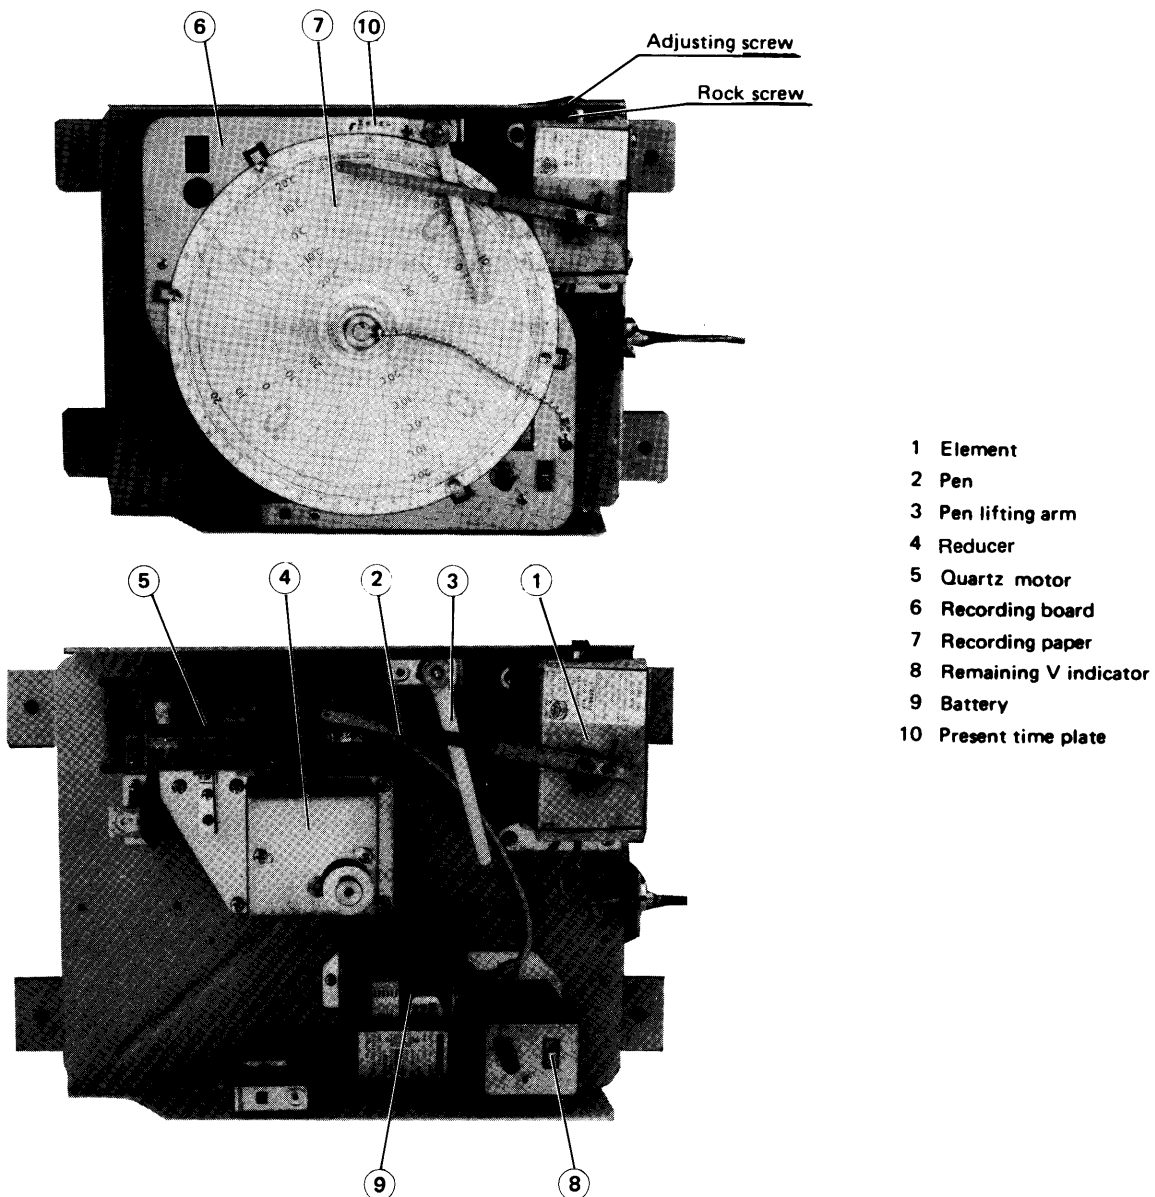 6 7 10
Adjusting screw
Rock screw
20℃
10℃
1 Element
2 Pen
3 Pen lifting arm
4 Reducer
5 Quartz motor
6 Recording board
7 Recording paper
8 Remaining V indicator
9 Battery
10 Present time plate
5 4 2 3 1
9 8